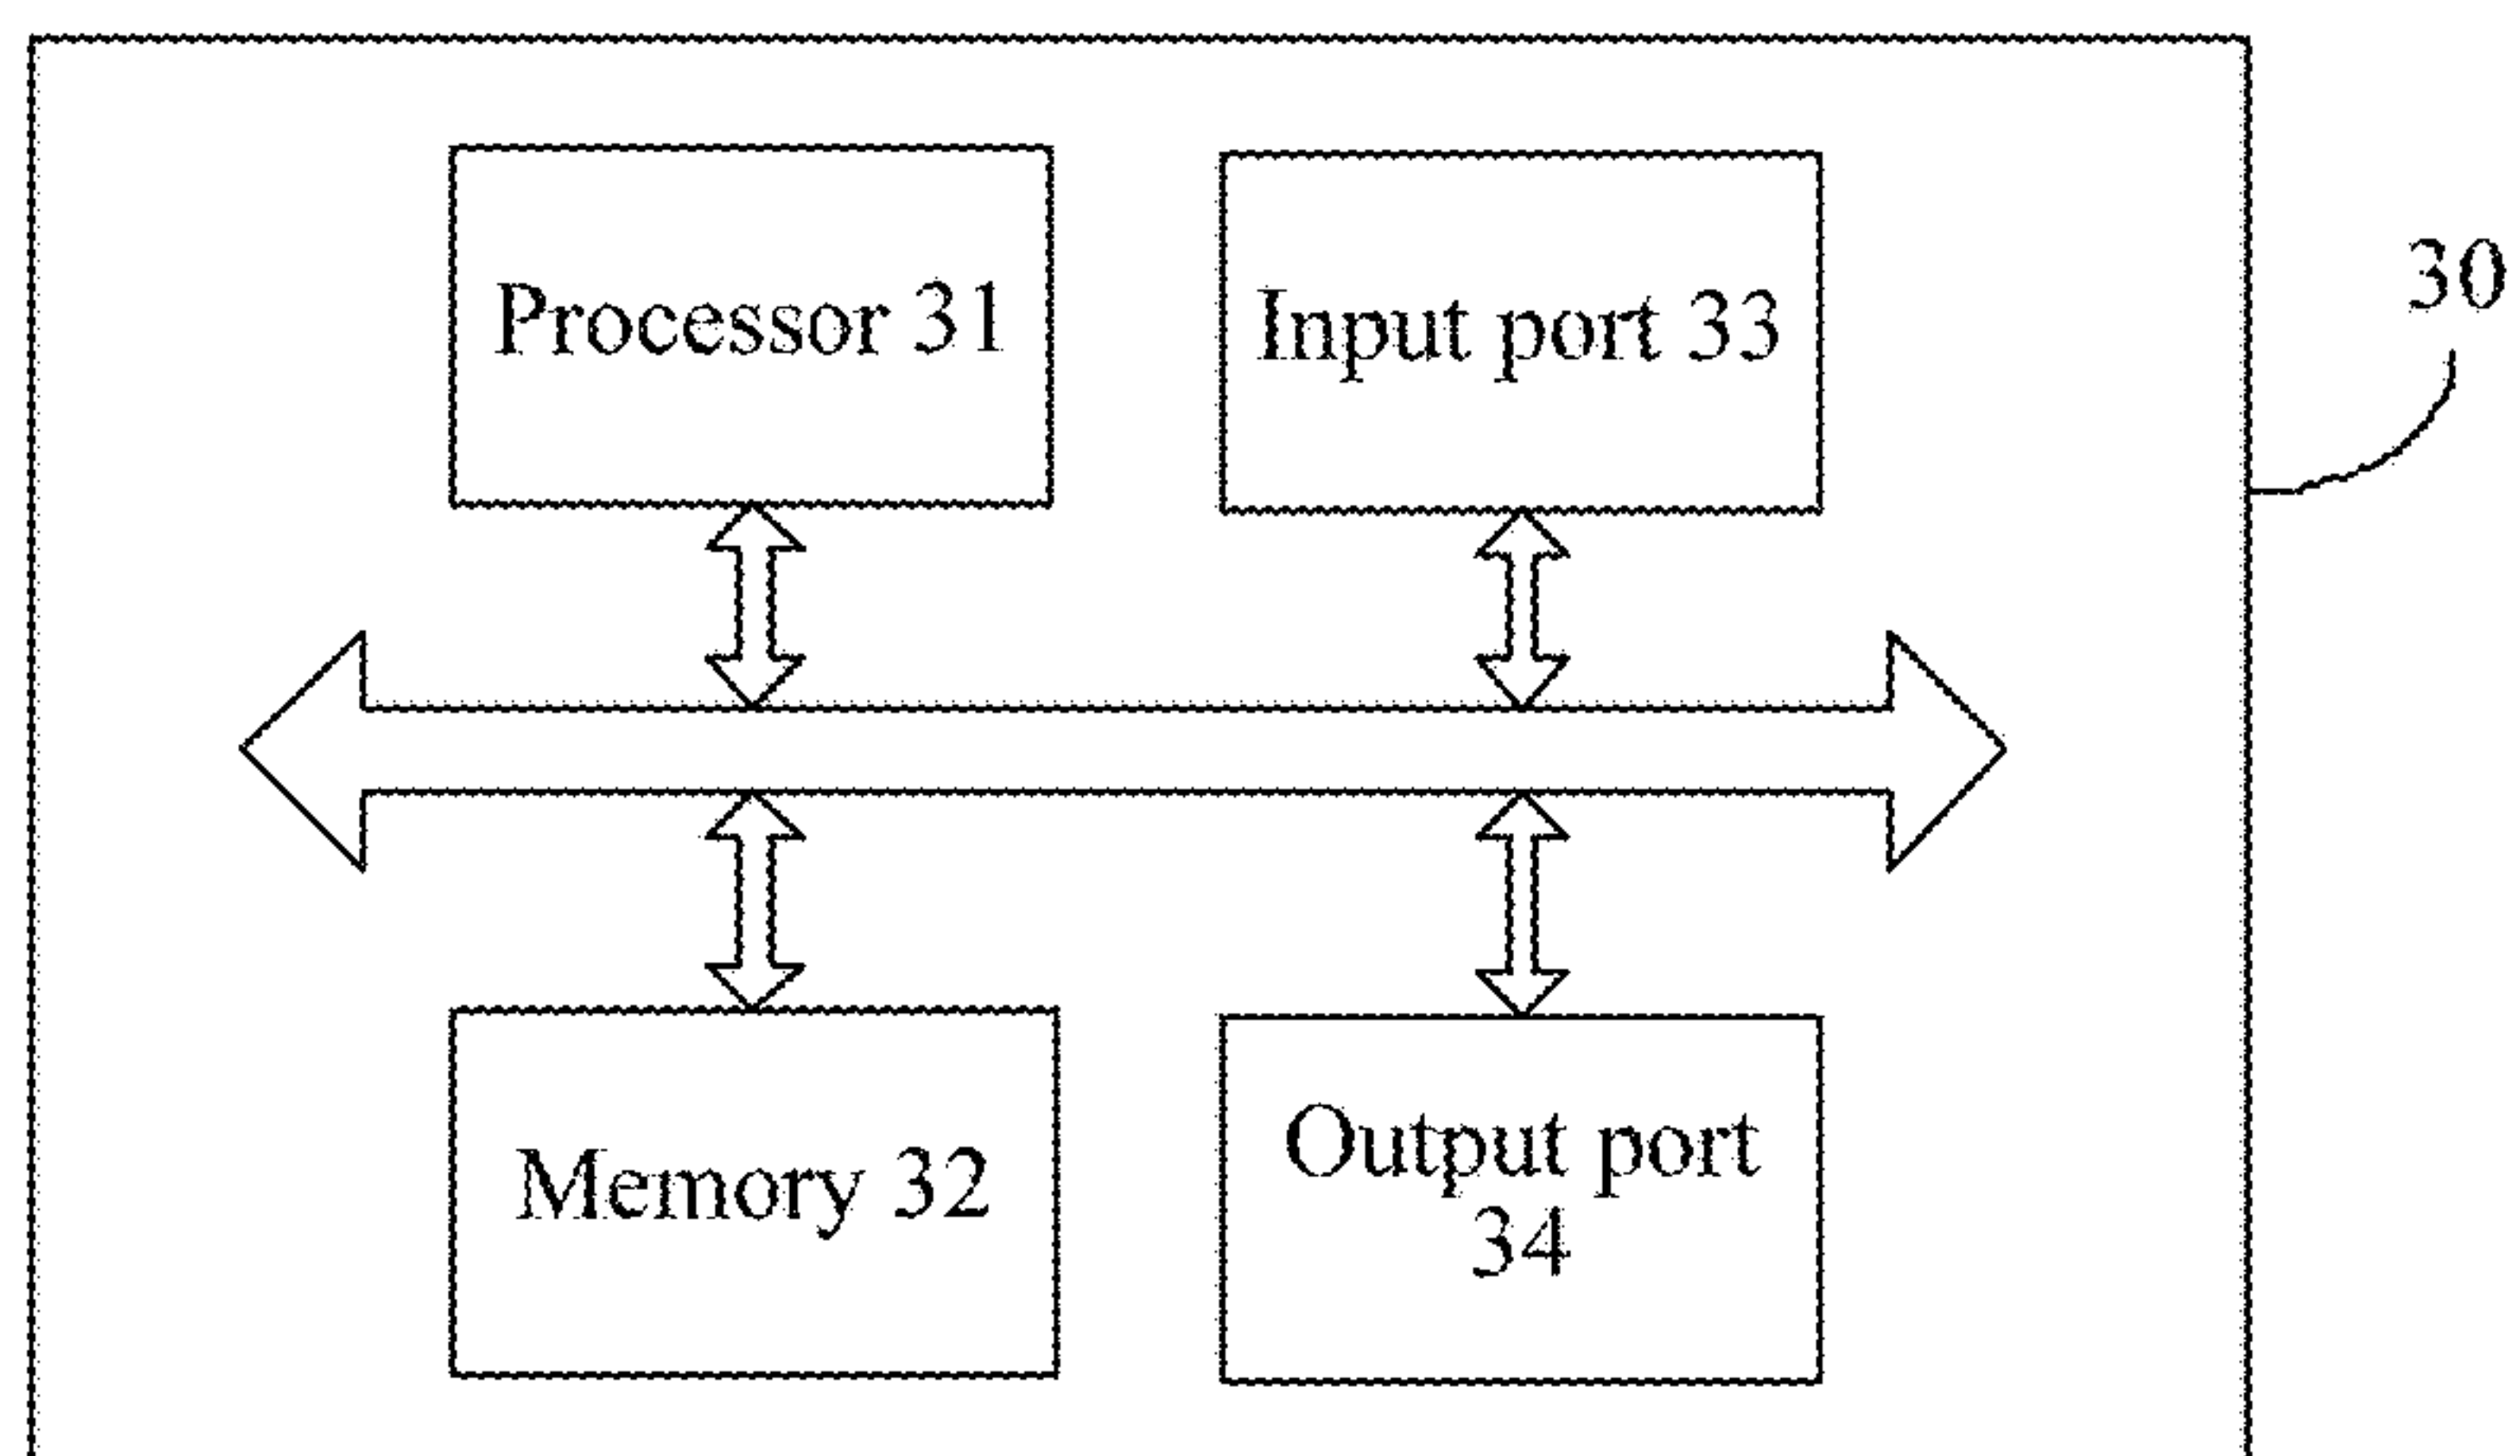 Processor 31
Input port 33
30
Memory 32
Output port
34